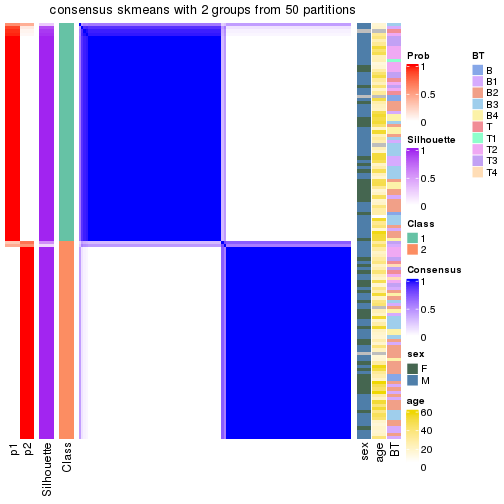 consensus skmeans with 2 groups from 50 partitions
p1
p2
Silhouette
Class
sex
age
BT
Prob
1
0.5
0
Silhouette
1
0.5
0
Class
1
2
Consensus
1
0.5
0
sex
F
M
age
60
40
20
0
BT
B
B1
B2
B3
B4
T
T1
T2
T3
T4